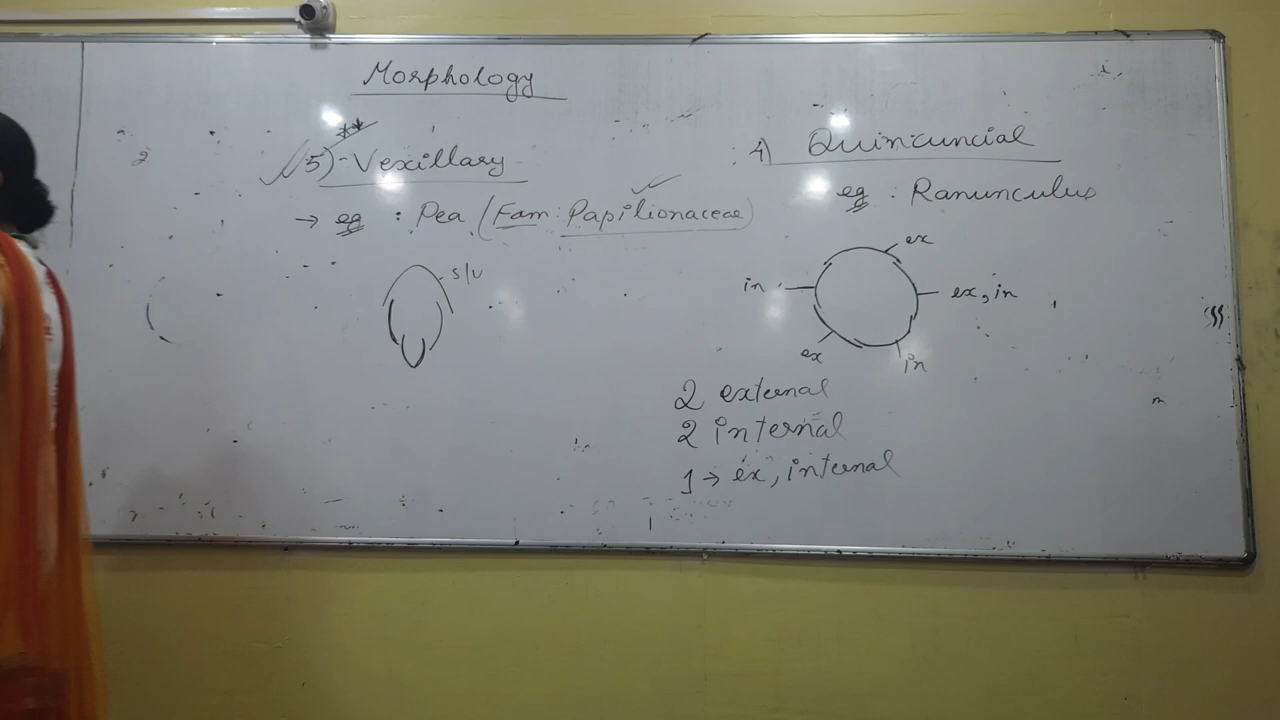 Morphology
5) Vexillary
→ eg : Pea (Fam: Papilionaceae)
S/V
4) Quincuncial
eg : Ranunculus
ex
in
ex, in
ex
in
2 external
2 internal
1 → ex, internal